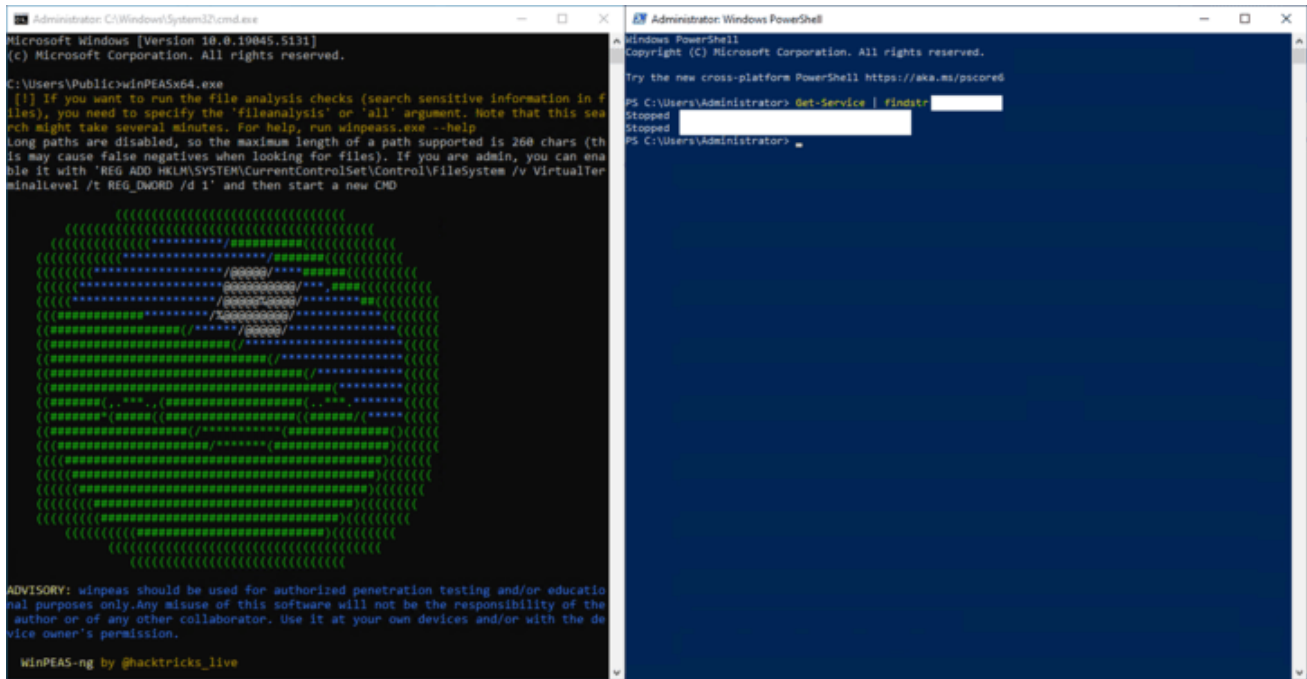 Administrator: C:\Windows\System32\cmd.exe
Microsoft Windows [Version 10.0.19045.5131]
(c) Microsoft Corporation. All rights reserved.
C:\Users\Public>winPEASx64.exe
[!] If you want to run the file analysis checks (search sensitive information in f
iles), you need to specify the 'fileanalysis' or 'all' argument. Note that this sea
rch might take several minutes. For help, run winpeass.exe --help
Long paths are disabled, so the maximum length of a path supported is 260 chars (th
is may cause false negatives when looking for files). If you are admin, you can ena
ble it with 'REG ADD HKLM\SYSTEM\CurrentControlSet\Control\FileSystem /v VirtualTer
minalLevel /t REG_DWORD /d 1' and then start a new CMD
ADVISORY: winpeas should be used for authorized penetration testing and/or educatio
nal purposes only.Any misuse of this software will not be the responsibility of the
author or of any other collaborator. Use it at your own devices and/or with the de
vice owner's permission.
WinPEAS-ng by @hacktricks_live
Administrator: Windows PowerShell
Windows PowerShell
Copyright (C) Microsoft Corporation. All rights reserved.
Try the new cross-platform PowerShell https://aka.ms/pscore6
PS C:\Users\Administrator> Get-Service | findstr
Stopped
Stopped
PS C:\Users\Administrator>